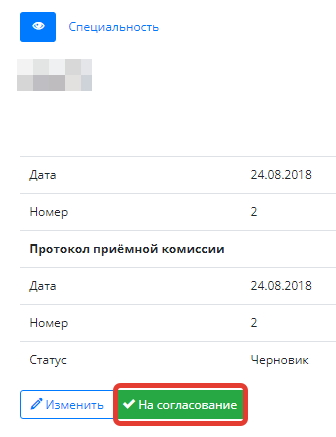 Специальность
Дата 24.08.2018
Номер 2
Протокол приёмной комиссии
Дата 24.08.2018
Номер 2
Статус Черновик
Изменить На согласование